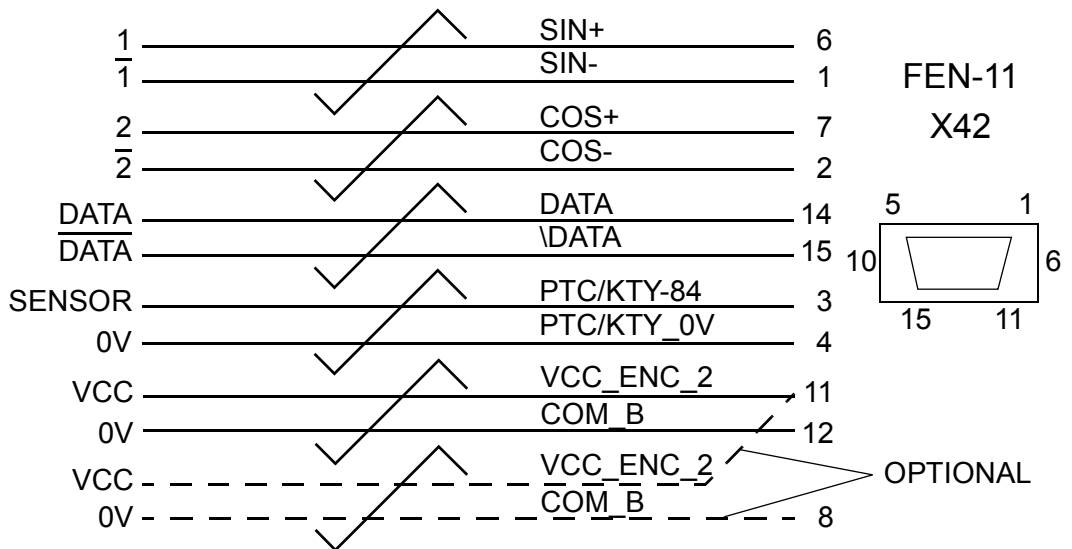 1 SIN+ 6
1 SIN- 1
FEN-11
X42
2 COS+ 7
2 COS- 2
DATA DATA 14
DATA \DATA 15
5 1
10 6
15 11
SENSOR PTC/KTY-84 3
0V PTC/KTY_0V 4
VCC VCC_ENC_2 11
0V COM_B 12
VCC VCC_ENC_2
OPTIONAL
0V COM_B 8